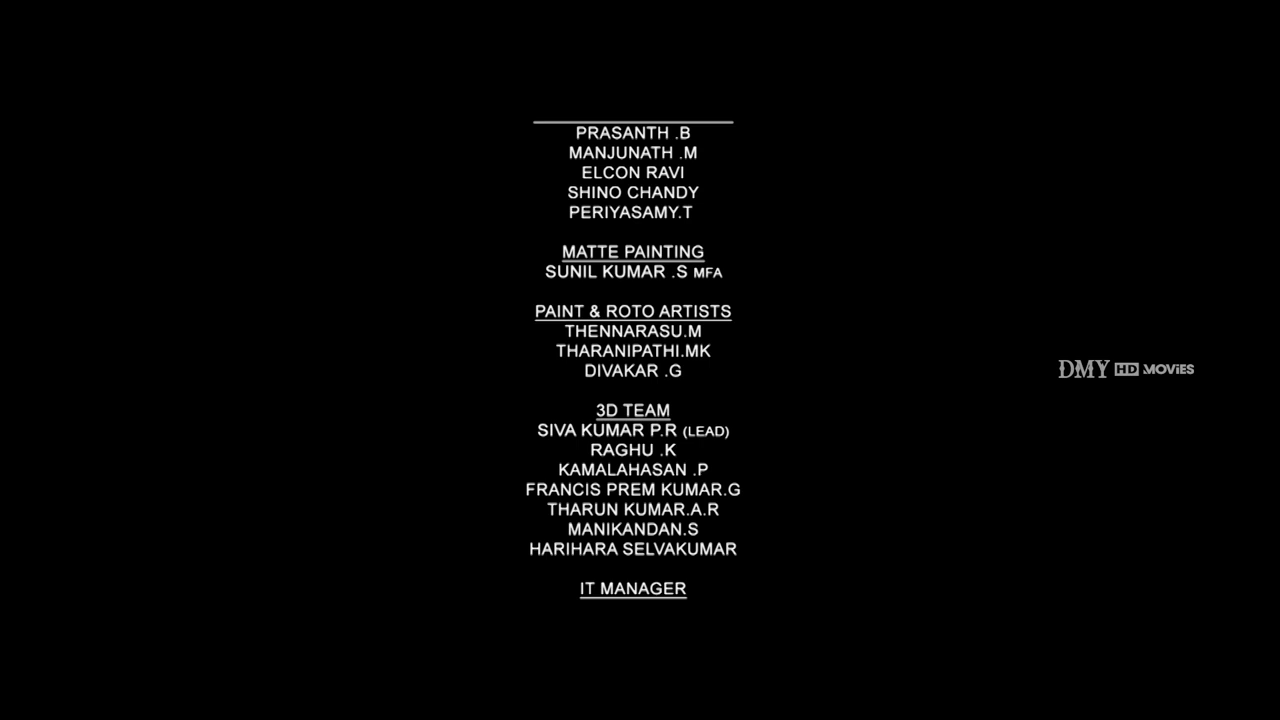 PRASANTH .B
MANJUNATH .M
ELCON RAVI
SHINO CHANDY
PERIYASAMY.T
MATTE PAINTING
SUNIL KUMAR .S MFA
PAINT & ROTO ARTISTS
THENNARASU.M
THARANIPATHI.MK
DIVAKAR .G
3D TEAM
SIVA KUMAR P.R (LEAD)
RAGHU .K
KAMALAHASAN .P
FRANCIS PREM KUMAR.G
THARUN KUMAR.A.R
MANIKANDAN.S
HARIHARA SELVAKUMAR
IT MANAGER
DMY HD MOVIES